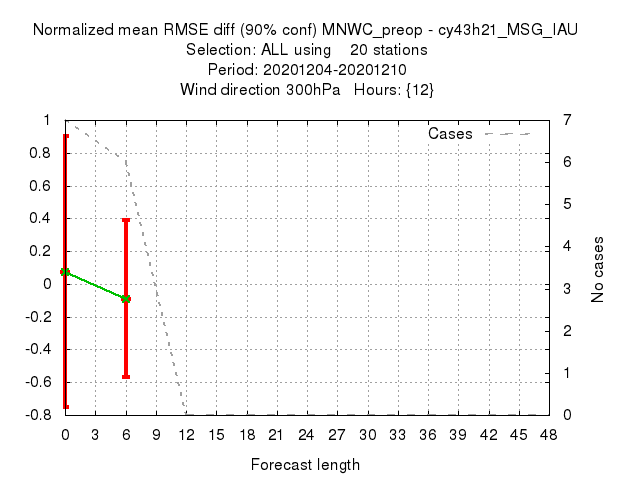 Normalized mean RMSE diff (90% conf) MNWC_preop - cy43h21_MSG_IAU
Selection: ALL using    20 stations
Period: 20201204-20201210
Wind direction 300hPa   Hours: {12}
Cases
1
0.8
0.6
0.4
0.2
0
-0.2
-0.4
-0.6
-0.8
7
6
5
4
3
2
1
0
No cases
0 3 6 9 12 15 18 21 24 27 30 33 36 39 42 45 48
Forecast length